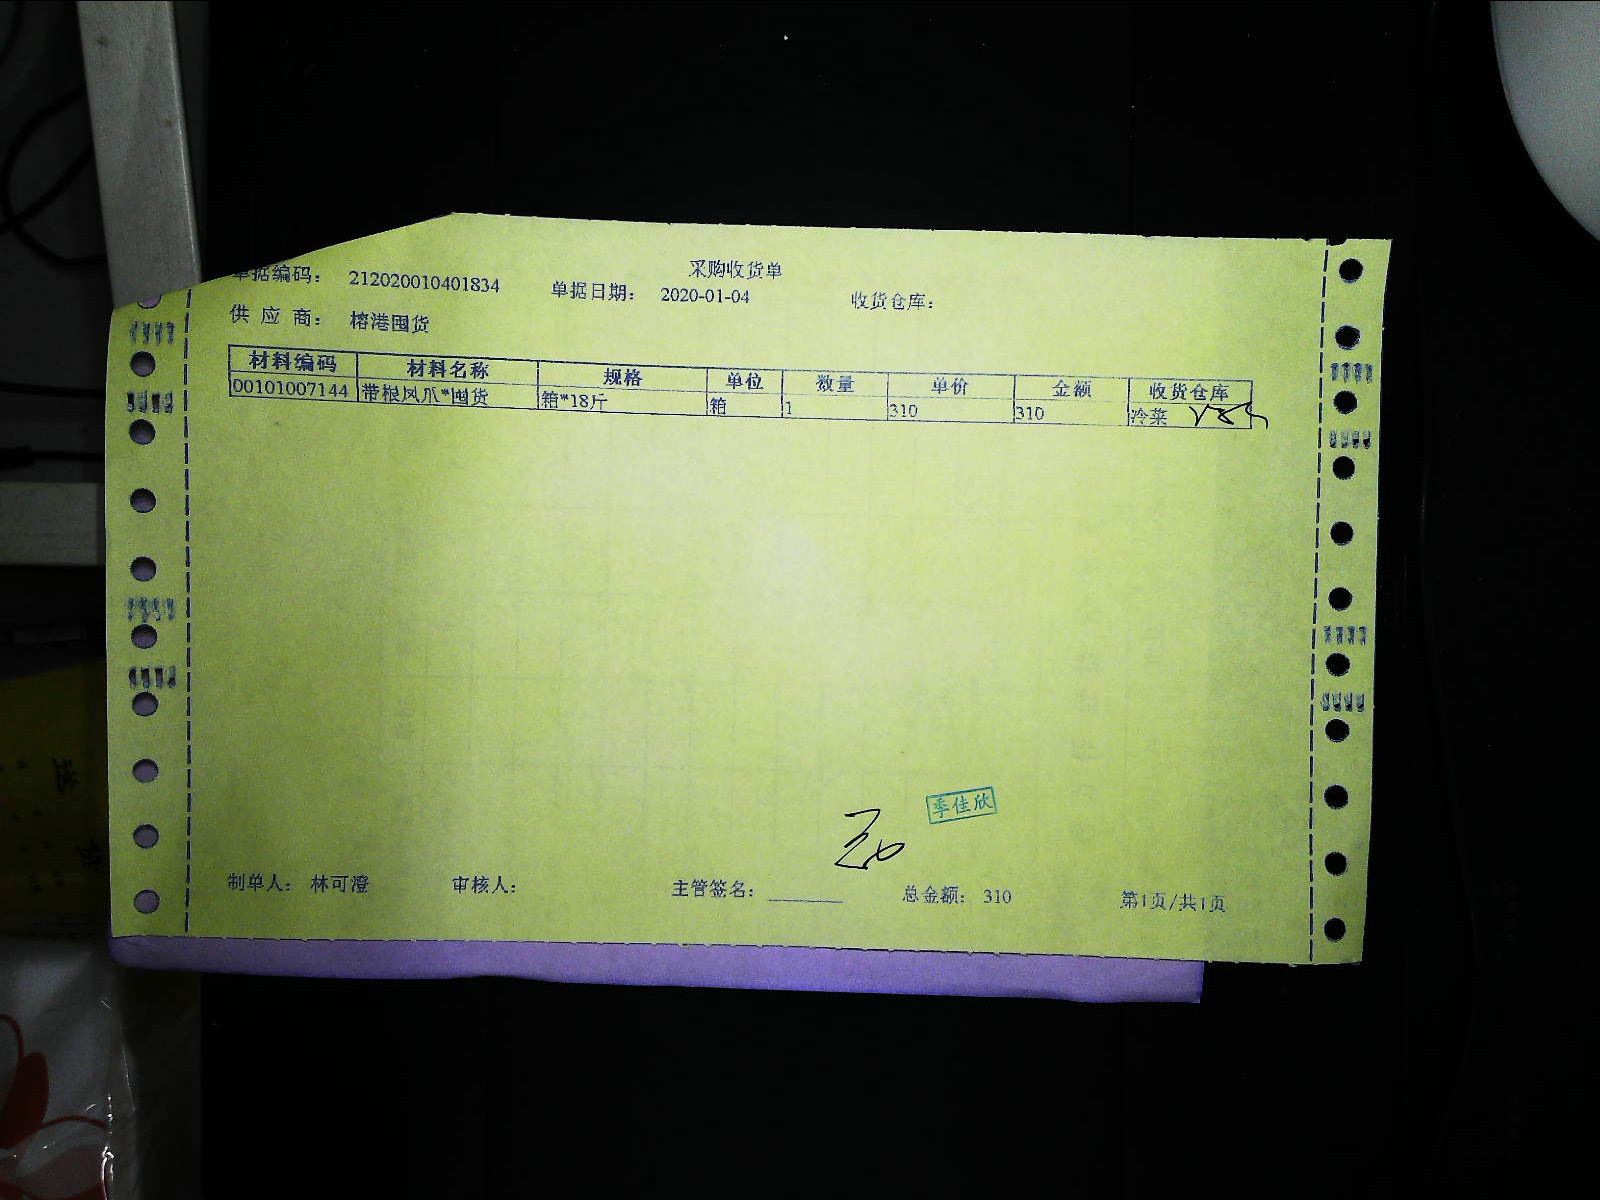 采购收货单
单据编码： 212020010401834 单据日期： 2020-01-04 收货仓库：
供 应 商： 榕港囤货
材料编码 材料名称 规格 单位 数量 单价 金额 收货仓库
00101007144 带根凤爪*囤货 箱*18斤 箱 1 310 310 冷菜
季佳欣
制单人： 林可澄 审核人： 主管签名： 总金额： 310 第1页/共1页